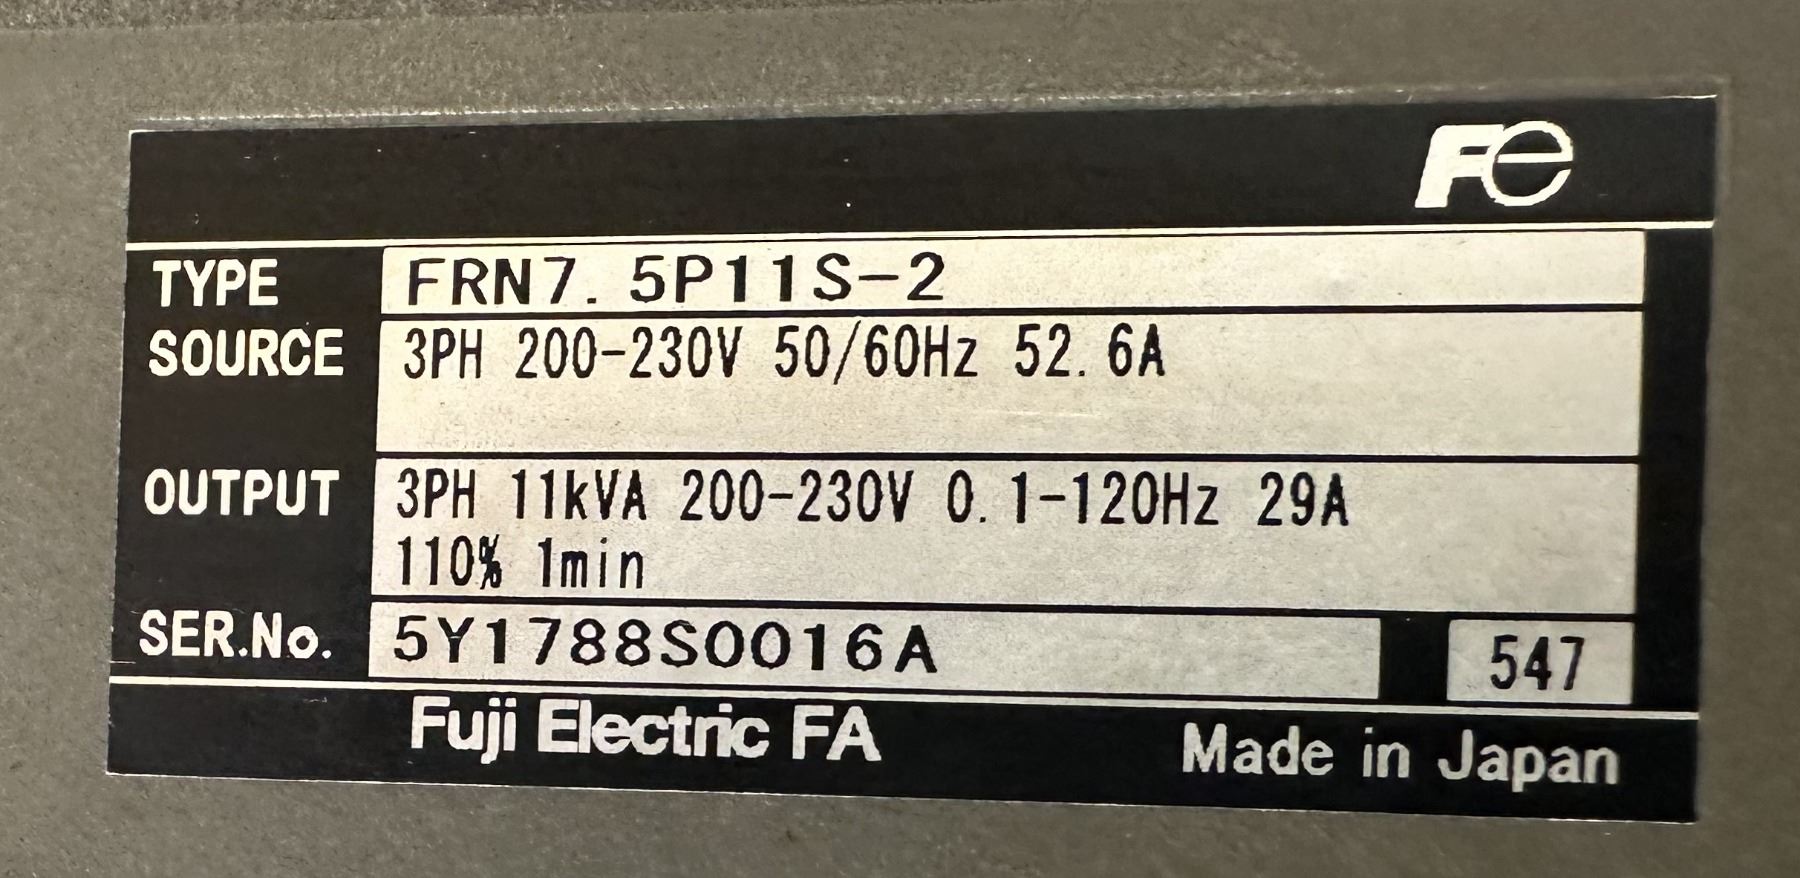 Fe
TYPE FRN7.5P11S-2
SOURCE 3PH 200-230V 50/60Hz 52.6A
OUTPUT 3PH 11kVA 200-230V 0.1-120Hz 29A
110% 1min
SER.No. 5Y1788S0016A 547
Fuji Electric FA Made in Japan